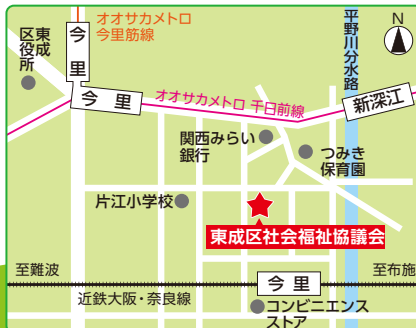 オオサカメトロ
今里筋線
今里
東成
区役所
平野川分水路
N
今里
オオサカメトロ 千日前線
新深江
関西みらい
銀行
つみき
保育園
片江小学校
東成区社会福祉協議会
至難波
今里
至布施
近鉄大阪・奈良線
コンビニエンス
ストア